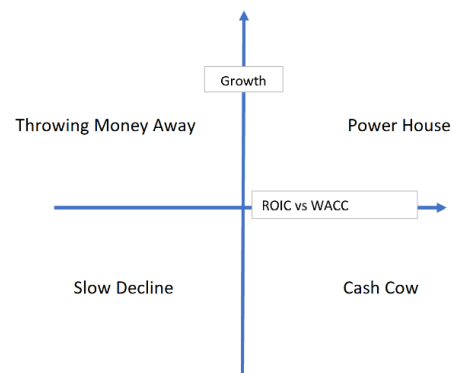 Growth
Throwing Money Away
Power House
ROIC vs WACC
Slow Decline
Cash Cow